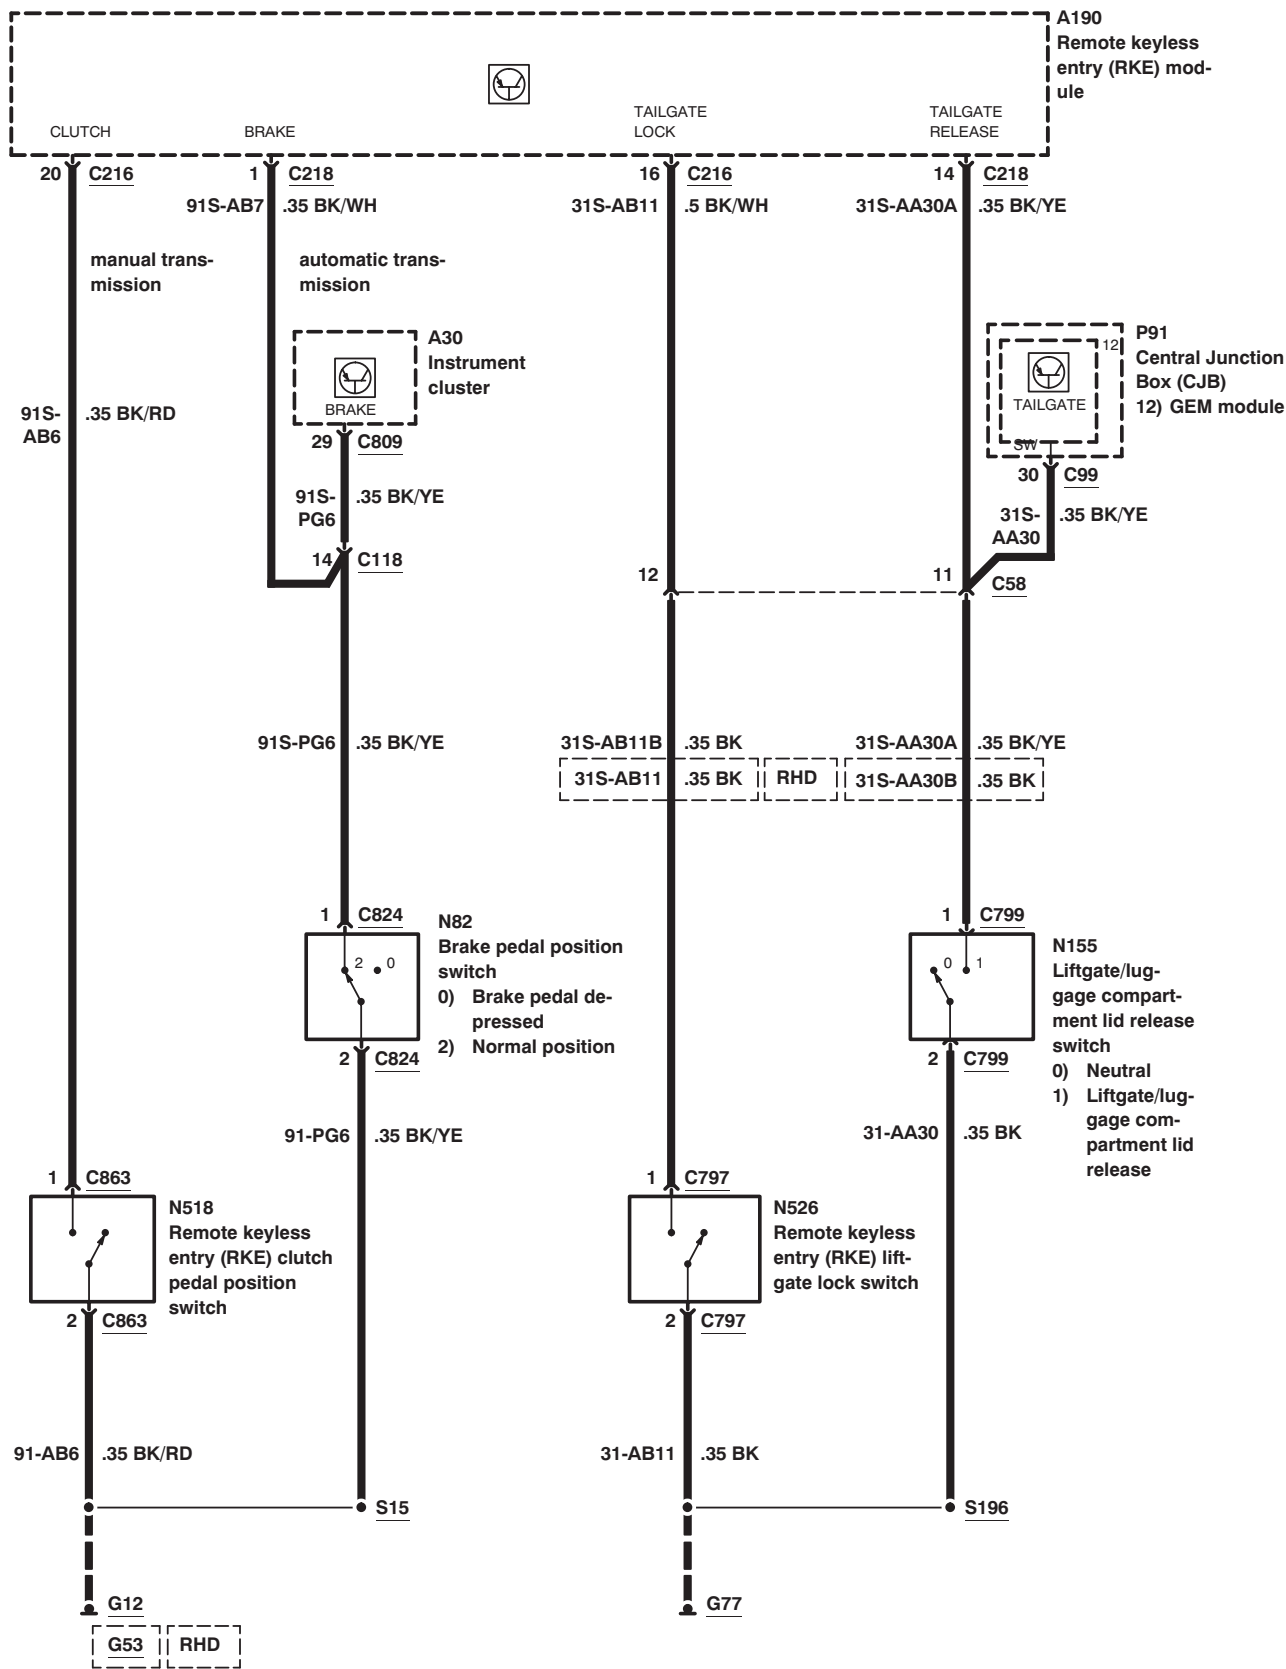 A190
Remote keyless
entry (RKE) mod-
ule
CLUTCH
BRAKE
TAILGATE
LOCK
TAILGATE
RELEASE
20 C216
1 C218
16 C216
14 C218
91S-AB7 .35 BK/WH
31S-AB11 .5 BK/WH
31S-AA30A .35 BK/YE
manual trans-
mission
automatic trans-
mission
A30
Instrument
cluster
BRAKE
P91
Central Junction
Box (CJB)
12) GEM module
12
TAILGATE
SW
91S-
AB6
.35 BK/RD
29 C809
30 C99
91S-
PG6
.35 BK/YE
31S-
AA30
.35 BK/YE
14 C118
12
11
C58
91S-PG6 .35 BK/YE
31S-AB11B .35 BK
31S-AA30A .35 BK/YE
31S-AB11 .35 BK
RHD
31S-AA30B .35 BK
1 C824
N82
Brake pedal position
switch
0) Brake pedal de-
pressed
2) Normal position
2 0
2 C824
1 C799
N155
Liftgate/lug-
gage compart-
ment lid release
switch
0) Neutral
1) Liftgate/lug-
gage com-
partment lid
release
0 1
2 C799
91-PG6 .35 BK/YE
31-AA30 .35 BK
1 C863
N518
Remote keyless
entry (RKE) clutch
pedal position
switch
2 C863
1 C797
N526
Remote keyless
entry (RKE) lift-
gate lock switch
2 C797
91-AB6 .35 BK/RD
31-AB11 .35 BK
S15
S196
G12
G77
G53
RHD